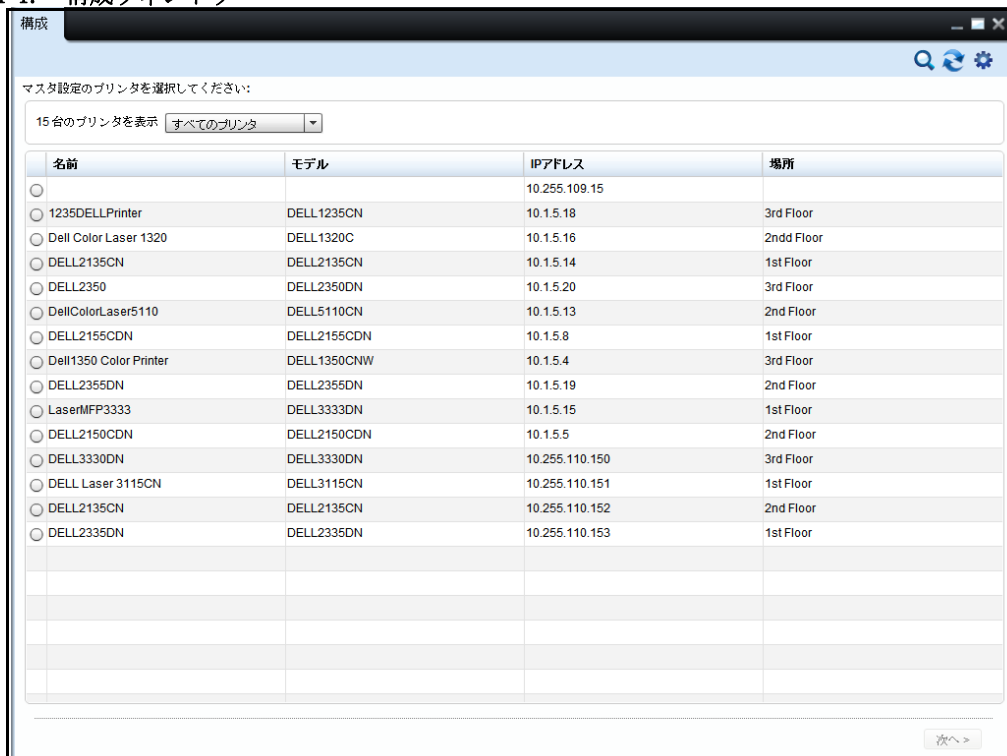 構成ウィンドウ
構成
マスタ設定のプリンタを選択してください:
15台のプリンタを表示 すべてのプリンタ
名前 モデル IPアドレス 場所
10.255.109.15
1235DELLPrinter DELL1235CN 10.1.5.18 3rd Floor
Dell Color Laser 1320 DELL1320C 10.1.5.16 2ndd Floor
DELL2135CN DELL2135CN 10.1.5.14 1st Floor
DELL2350 DELL2350DN 10.1.5.20 3rd Floor
DellColorLaser5110 DELL5110CN 10.1.5.13 2nd Floor
DELL2155CDN DELL2155CDN 10.1.5.8 1st Floor
Dell1350 Color Printer DELL1350CNW 10.1.5.4 3rd Floor
DELL2355DN DELL2355DN 10.1.5.19 2nd Floor
LaserMFP3333 DELL3333DN 10.1.5.15 1st Floor
DELL2150CDN DELL2150CDN 10.1.5.5 2nd Floor
DELL3330DN DELL3330DN 10.255.110.150 3rd Floor
DELL Laser 3115CN DELL3115CN 10.255.110.151 1st Floor
DELL2135CN DELL2135CN 10.255.110.152 2nd Floor
DELL2335DN DELL2335DN 10.255.110.153 1st Floor
次へ >